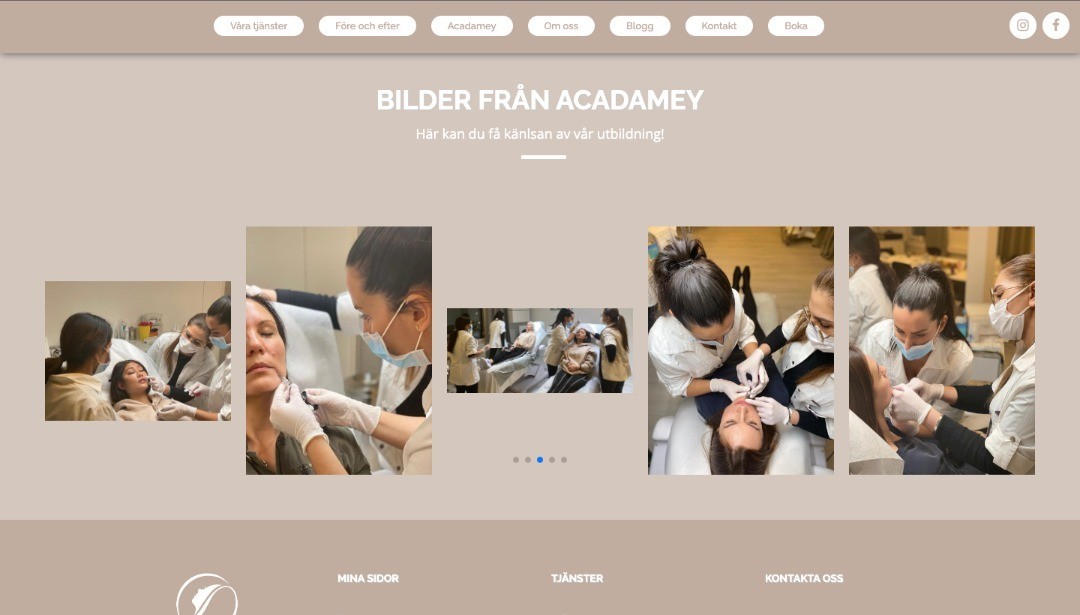 Våra tjänster
Före och efter
Acadamey
Om oss
Blogg
Kontakt
Boka
BILDER FRÅN ACADAMEY
Här kan du få känlsan av vår utbildning!
MINA SIDOR
TJÄNSTER
KONTAKTA OSS